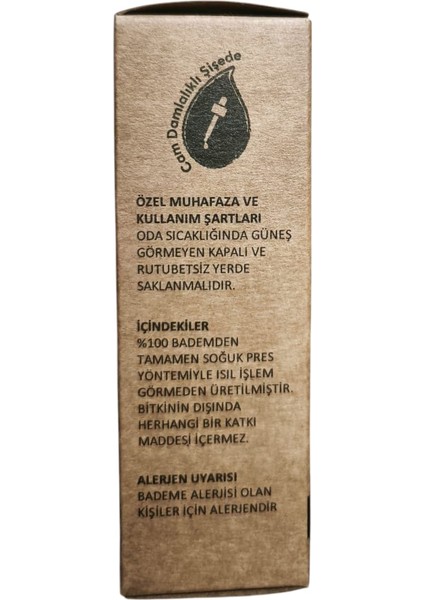 Cam Damlalıklı Şişede
ÖZEL MUHAFAZA VE
KULLANIM ŞARTLARI
ODA SICAKLIĞINDA GÜNEŞ
GÖRMEYEN KAPALI VE
RUTUBETSİZ YERDE
SAKLANMALIDIR.
İÇİNDEKİLER
%100 BADEMDEN
TAMAMEN SOĞUK PRES
YÖNTEMİYLE ISIL İŞLEM
GÖRMEDEN ÜRETİLMİŞTİR.
BİTKİNİN DIŞINDA
HERHANGİ BİR KATKI
MADDESİ İÇERMEZ.
ALERJEN UYARISI
BADEME ALERJİSİ OLAN
KİŞİLER İÇİN ALERJENDİR